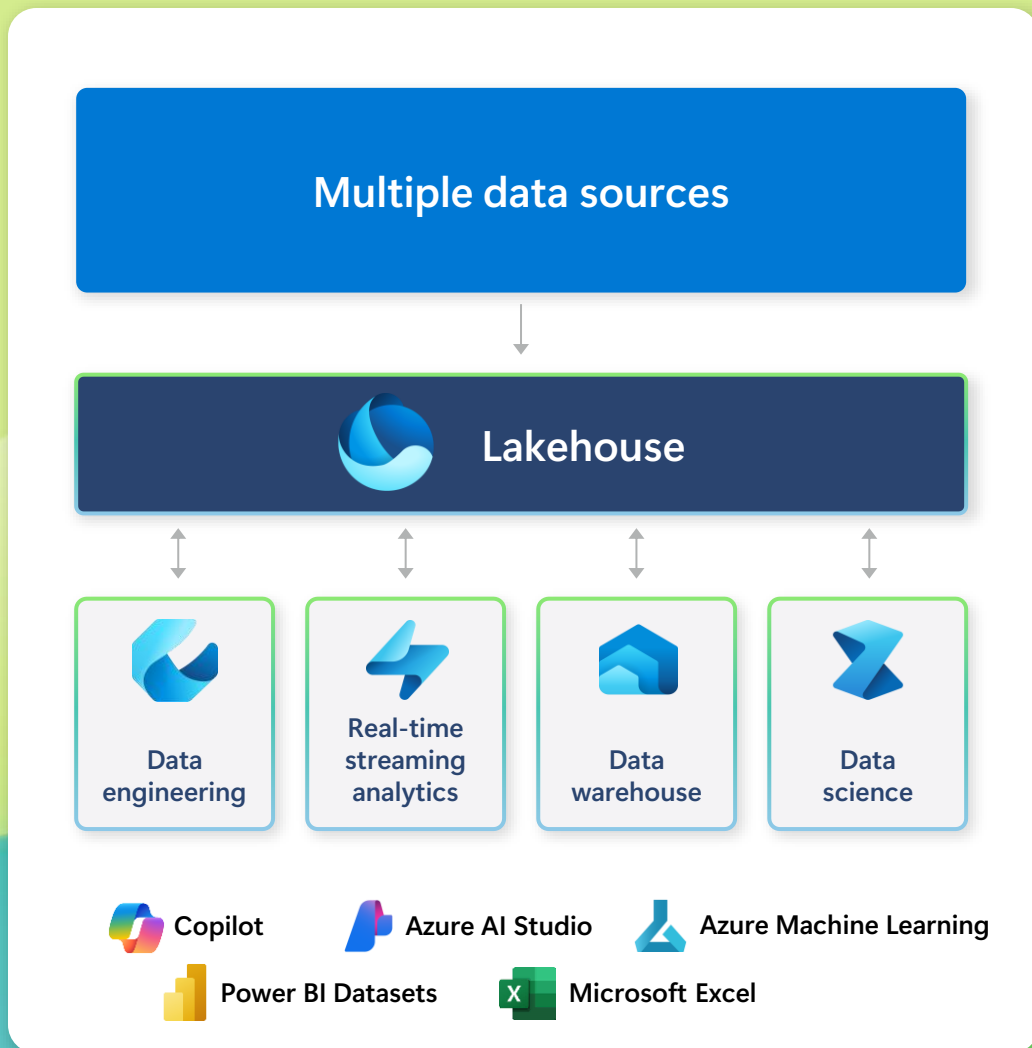 Multiple data sources
Lakehouse
Data
engineering
Real-time
streaming
analytics
Data
warehouse
Data
science
Copilot
Azure AI Studio
Azure Machine Learning
Power BI Datasets
X
Microsoft Excel